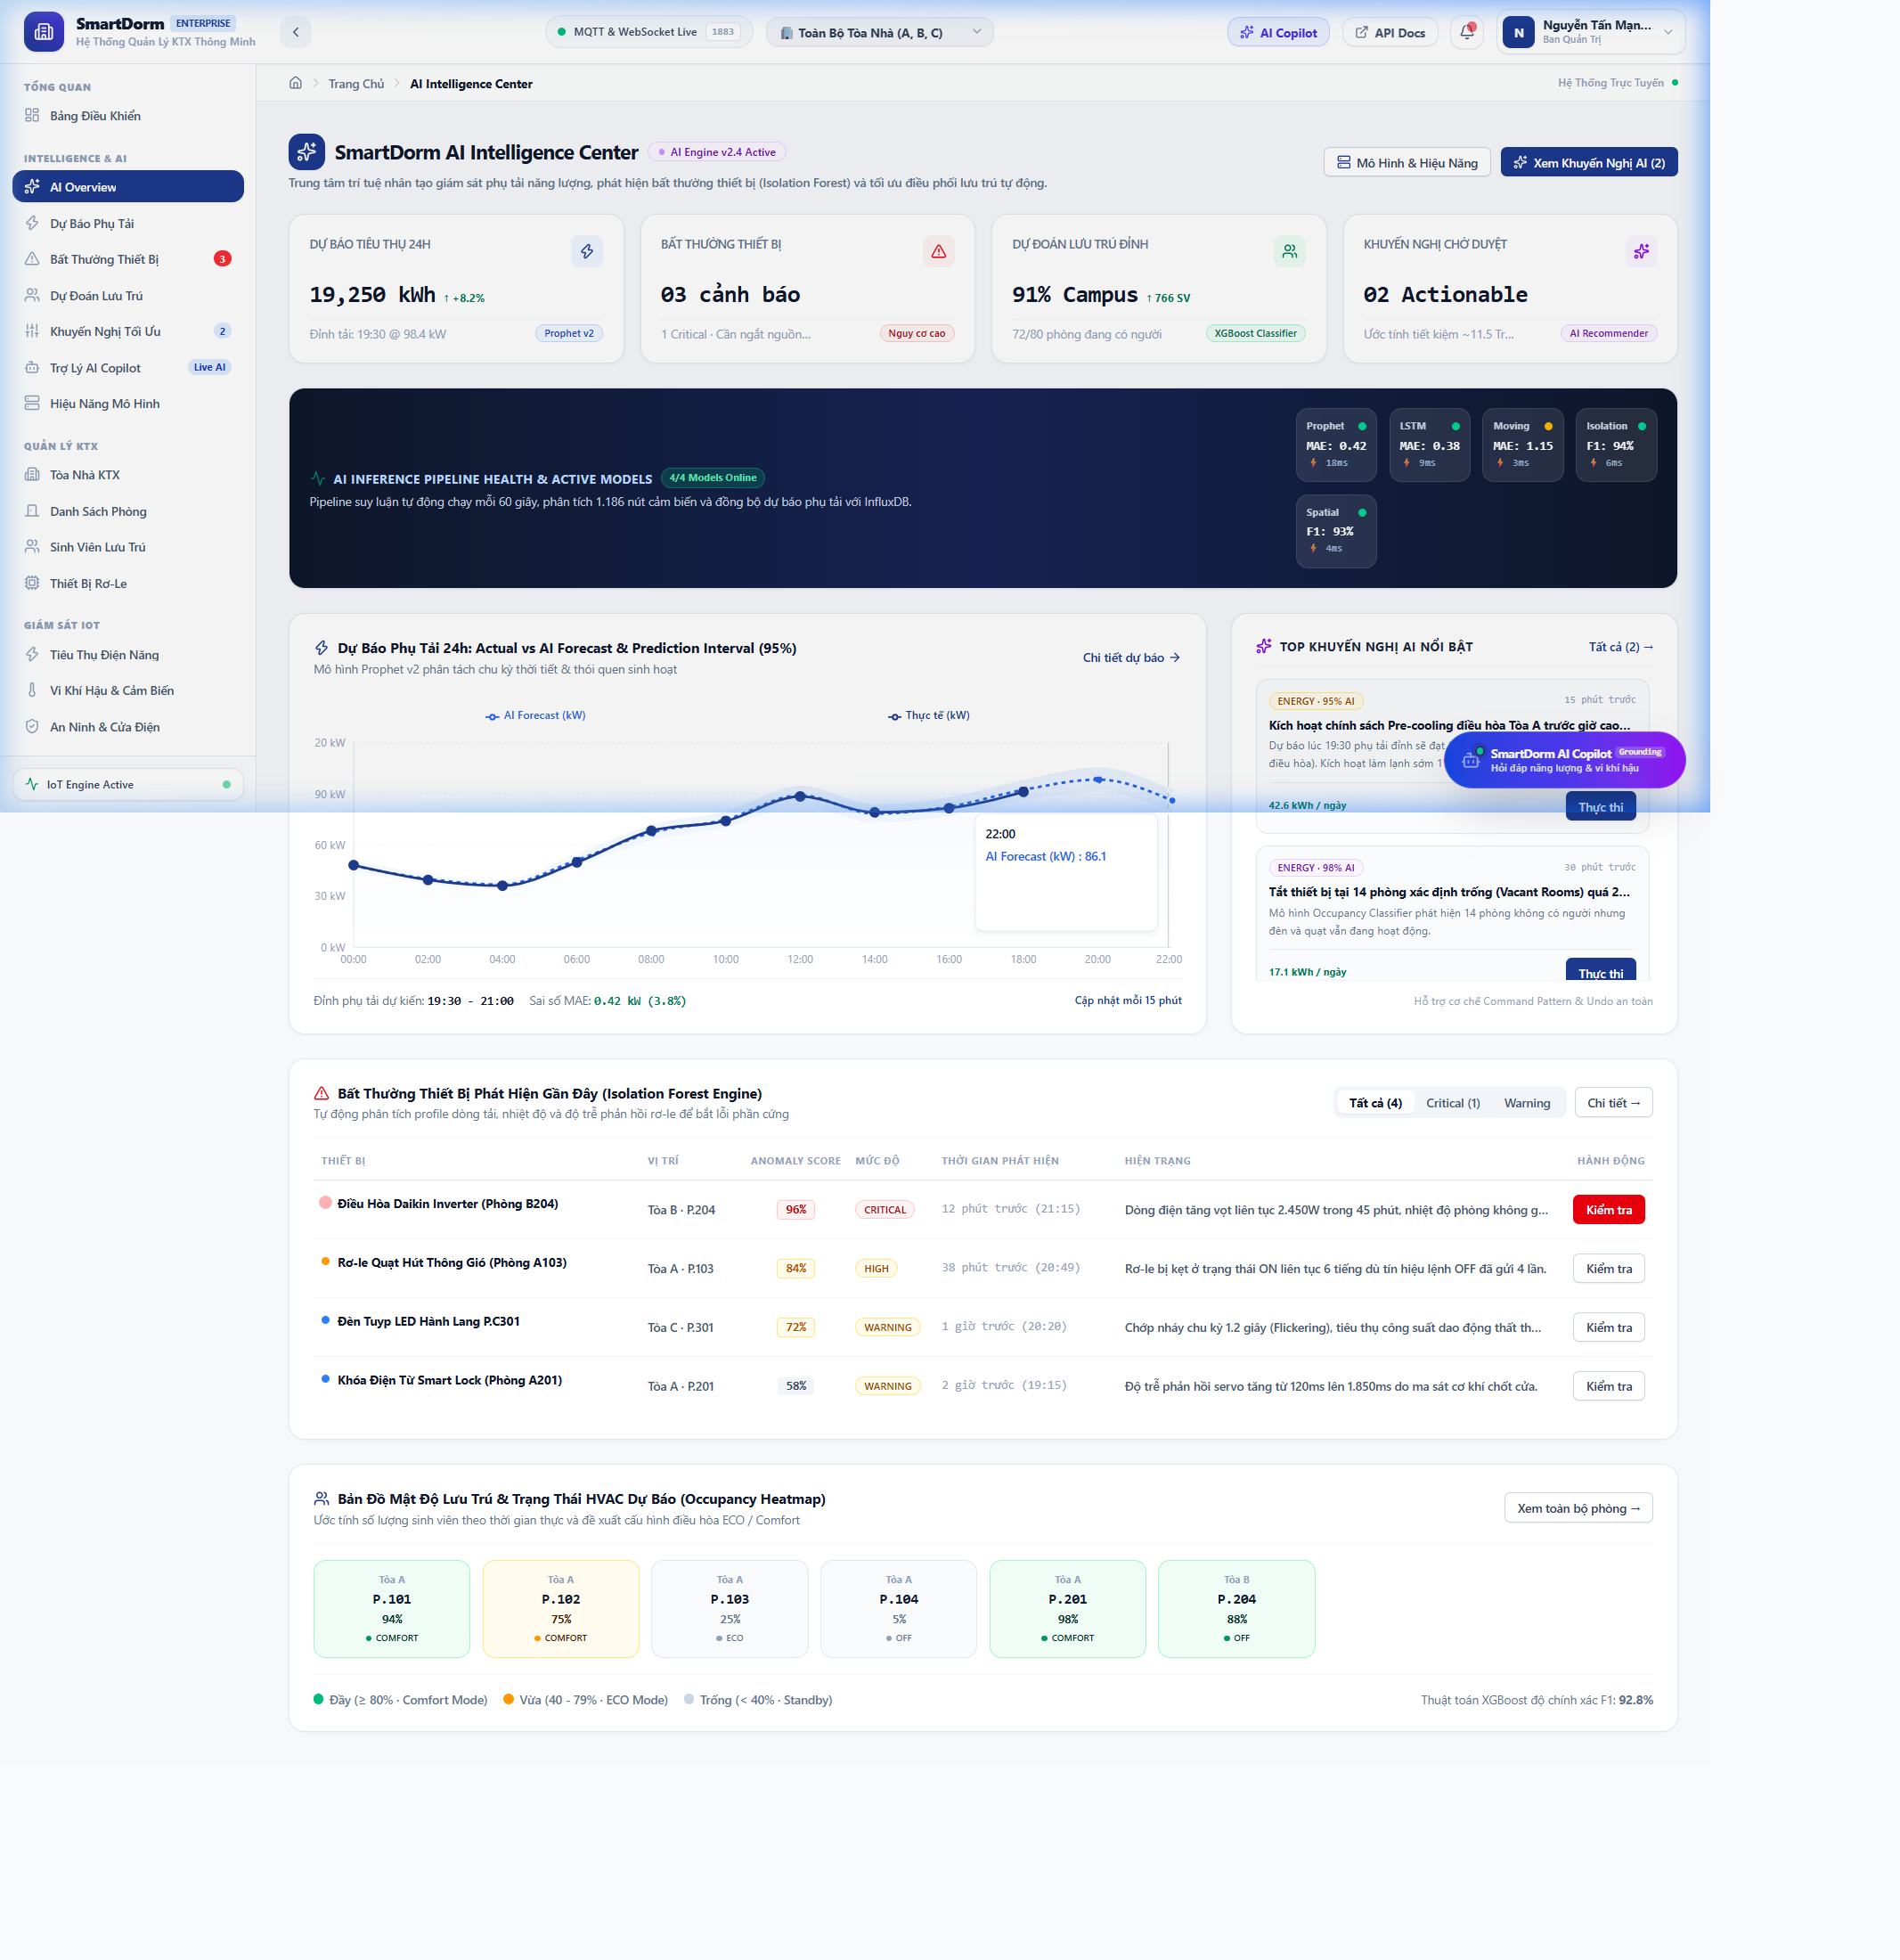 SmartDorm ENTERPRISE
Hệ Thống Quản Lý KTX Thông Minh
MQTT & WebSocket Live 1883
Toàn Bộ Tòa Nhà (A, B, C)
AI Copilot
API Docs
N
Nguyễn Tấn Mạn...
Ban Quản Trị
TỔNG QUAN
Bảng Điều Khiển
INTELLIGENCE & AI
AI Overview
Dự Báo Phụ Tải
Bất Thường Thiết Bị 3
Dự Đoán Lưu Trú
Khuyến Nghị Tối Ưu 2
Trợ Lý AI Copilot Live AI
Hiệu Năng Mô Hình
QUẢN LÝ KTX
Tòa Nhà KTX
Danh Sách Phòng
Sinh Viên Lưu Trú
Thiết Bị Rơ-Le
GIÁM SÁT IOT
Tiêu Thụ Điện Năng
Vi Khí Hậu & Cảm Biến
An Ninh & Cửa Điện
IoT Engine Active
Trang Chủ
AI Intelligence Center
Hệ Thống Trực Tuyến
SmartDorm AI Intelligence Center
AI Engine v2.4 Active
Trung tâm trí tuệ nhân tạo giám sát phụ tải năng lượng, phát hiện bất thường thiết bị (Isolation Forest) và tối ưu điều phối lưu trú tự động.
Mô Hình & Hiệu Năng
Xem Khuyến Nghị AI (2)
DỰ BÁO TIÊU THỤ 24H
19,250 kWh ↑ +8.2%
Đỉnh tải: 19:30 @ 98.4 kW
Prophet v2
BẤT THƯỜNG THIẾT BỊ
03 cảnh báo
1 Critical · Cần ngắt nguồn...
Nguy cơ cao
DỰ ĐOÁN LƯU TRÚ ĐỈNH
91% Campus ↑ 766 SV
72/80 phòng đang có người
XGBoost Classifier
KHUYẾN NGHỊ CHỜ DUYỆT
02 Actionable
Ước tính tiết kiệm ~11.5 Tr...
AI Recommender
AI INFERENCE PIPELINE HEALTH & ACTIVE MODELS
4/4 Models Online
Pipeline suy luận tự động chạy mỗi 60 giây, phân tích 1.186 nút cảm biến và đồng bộ dự báo phụ tải với InfluxDB.
Prophet
MAE: 0.42
18ms
LSTM
MAE: 0.38
9ms
Moving
MAE: 1.15
3ms
Isolation
F1: 94%
6ms
Spatial
F1: 93%
4ms
Dự Báo Phụ Tải 24h: Actual vs AI Forecast & Prediction Interval (95%)
Mô hình Prophet v2 phân tách chu kỳ thời tiết & thói quen sinh hoạt
Chi tiết dự báo →
AI Forecast (kW)
Thực tế (kW)
20 kW
90 kW
60 kW
30 kW
0 kW
00:00 02:00 04:00 06:00 08:00 10:00 12:00 14:00 16:00 18:00 20:00 22:00
22:00
AI Forecast (kW) : 86.1
Đỉnh phụ tải dự kiến: 19:30 - 21:00
Sai số MAE: 0.42 kW (3.8%)
Cập nhật mỗi 15 phút
TOP KHUYẾN NGHỊ AI NỔI BẬT
Tất cả (2) →
ENERGY · 95% AI
15 phút trước
Kích hoạt chính sách Pre-cooling điều hòa Tòa A trước giờ cao...
Dự báo lúc 19:30 phụ tải đỉnh sẽ đạt
điều hòa). Kích hoạt làm lạnh sớm 1
42.6 kWh / ngày
Thực thi
SmartDorm AI Copilot Grounding
Hỏi đáp năng lượng & vi khí hậu
ENERGY · 98% AI
30 phút trước
Tắt thiết bị tại 14 phòng xác định trống (Vacant Rooms) quá 2...
Mô hình Occupancy Classifier phát hiện 14 phòng không có người nhưng
đèn và quạt vẫn đang hoạt động.
17.1 kWh / ngày
Thực thi
Hỗ trợ cơ chế Command Pattern & Undo an toàn
Bất Thường Thiết Bị Phát Hiện Gần Đây (Isolation Forest Engine)
Tự động phân tích profile dòng tải, nhiệt độ và độ trễ phản hồi rơ-le để bắt lỗi phần cứng
Tất cả (4)
Critical (1)
Warning
Chi tiết →
THIẾT BỊ VỊ TRÍ ANOMALY SCORE MỨC ĐỘ THỜI GIAN PHÁT HIỆN HIỆN TRẠNG HÀNH ĐỘNG
Điều Hòa Daikin Inverter (Phòng B204) Tòa B · P.204 96% CRITICAL 12 phút trước (21:15) Dòng điện tăng vọt liên tục 2.450W trong 45 phút, nhiệt độ phòng không g... Kiểm tra
Rơ-le Quạt Hút Thông Gió (Phòng A103) Tòa A · P.103 84% HIGH 38 phút trước (20:49) Rơ-le bị kẹt ở trạng thái ON liên tục 6 tiếng dù tín hiệu lệnh OFF đã gửi 4 lần. Kiểm tra
Đèn Tuyp LED Hành Lang P.C301 Tòa C · P.301 72% WARNING 1 giờ trước (20:20) Chớp nháy chu kỳ 1.2 giây (Flickering), tiêu thụ công suất dao động thất th... Kiểm tra
Khóa Điện Từ Smart Lock (Phòng A201) Tòa A · P.201 58% WARNING 2 giờ trước (19:15) Độ trễ phản hồi servo tăng từ 120ms lên 1.850ms do ma sát cơ khí chốt cửa. Kiểm tra
Bản Đồ Mật Độ Lưu Trú & Trạng Thái HVAC Dự Báo (Occupancy Heatmap)
Ước tính số lượng sinh viên theo thời gian thực và đề xuất cấu hình điều hòa ECO / Comfort
Xem toàn bộ phòng →
Tòa A
P.101
94%
COMFORT
Tòa A
P.102
75%
COMFORT
Tòa A
P.103
25%
ECO
Tòa A
P.104
5%
OFF
Tòa A
P.201
98%
COMFORT
Tòa B
P.204
88%
OFF
Đầy (≥ 80% · Comfort Mode)
Vừa (40 - 79% · ECO Mode)
Trống (< 40% · Standby)
Thuật toán XGBoost độ chính xác F1: 92.8%